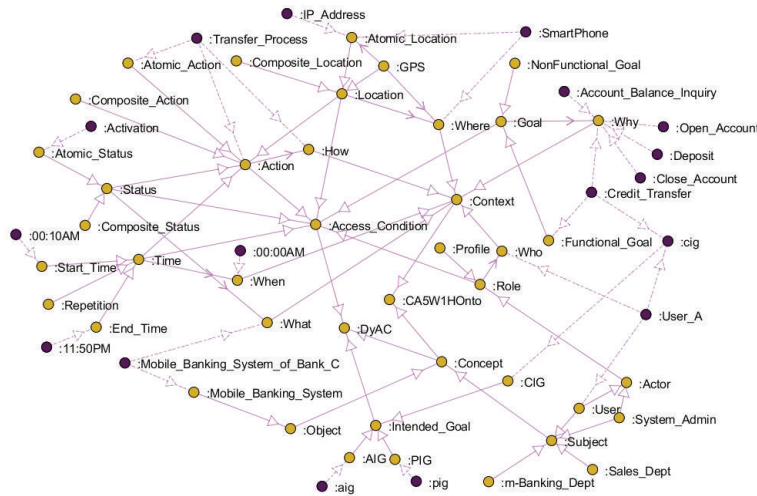 :IP_Address
:Transfer_Process
:Atomic_Location
:SmartPhone
:Atomic_Action
:Composite_Location
:GPS
:NonFunctional_Goal
:Composite_Action
:Location
:Account_Balance_Inquiry
:Activation
:Where
:Goal
:Why
:Open_Account
:Atomic_Status
:How
:Deposit
:Action
:Close_Account
:Status
:Credit_Transfer
:Context
:Composite_Status
:Access_Condition
:00:10AM
:00:00AM
:Profile
:Who
:Functional_Goal
:cig
:Start_Time
:Time
:When
:Role
:Repetition
:CA5W1HOnto
:End_Time
:What
:DyAC
:User_A
:11:50PM
:Mobile_Banking_System_of_Bank_C
:Concept
:CIG
:Actor
:Mobile_Banking_System
:User
:System_Admin
:Object
:Intended_Goal
:Subject
:AIG
:PIG
:Sales_Dept
:aig
:pig
:m-Banking_Dept